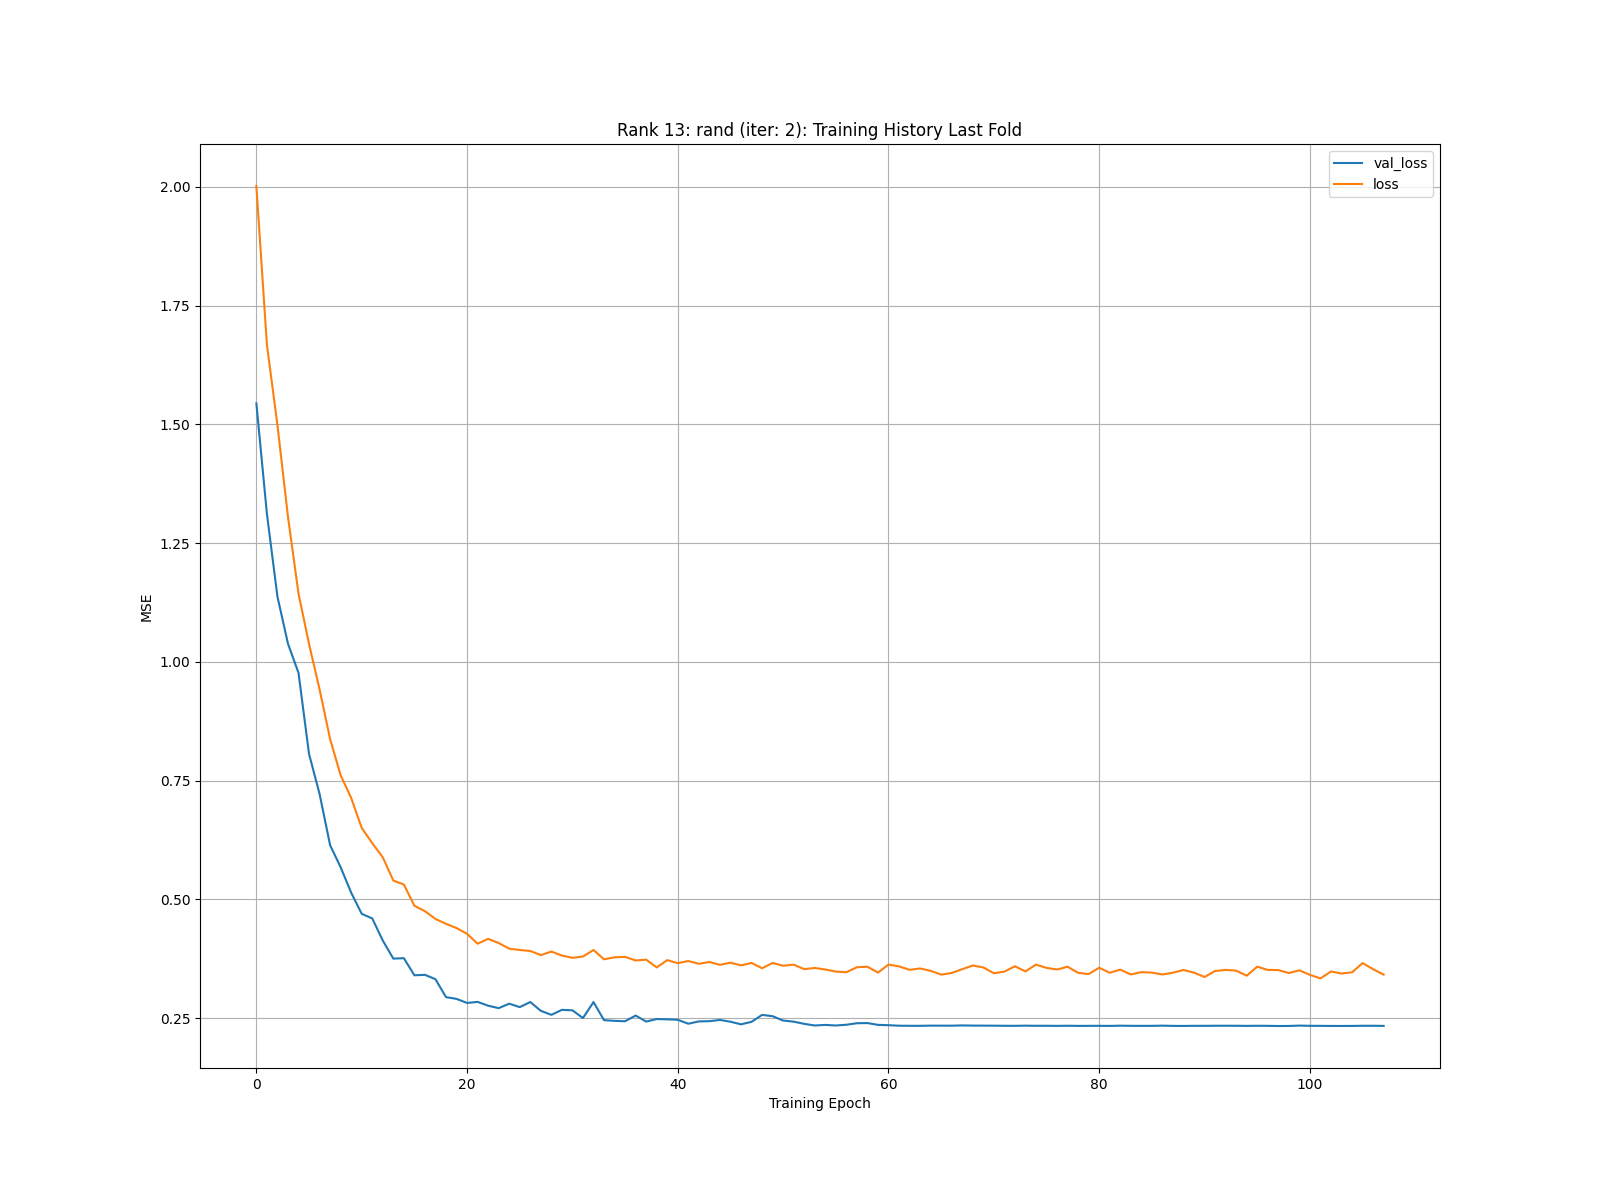 Rank 13: rand (iter: 2): Training History Last Fold
val_loss
loss
2.00
1.75
1.50
1.25
1.00
0.75
0.50
0.25
MSE
0 20 40 60 80 100
Training Epoch